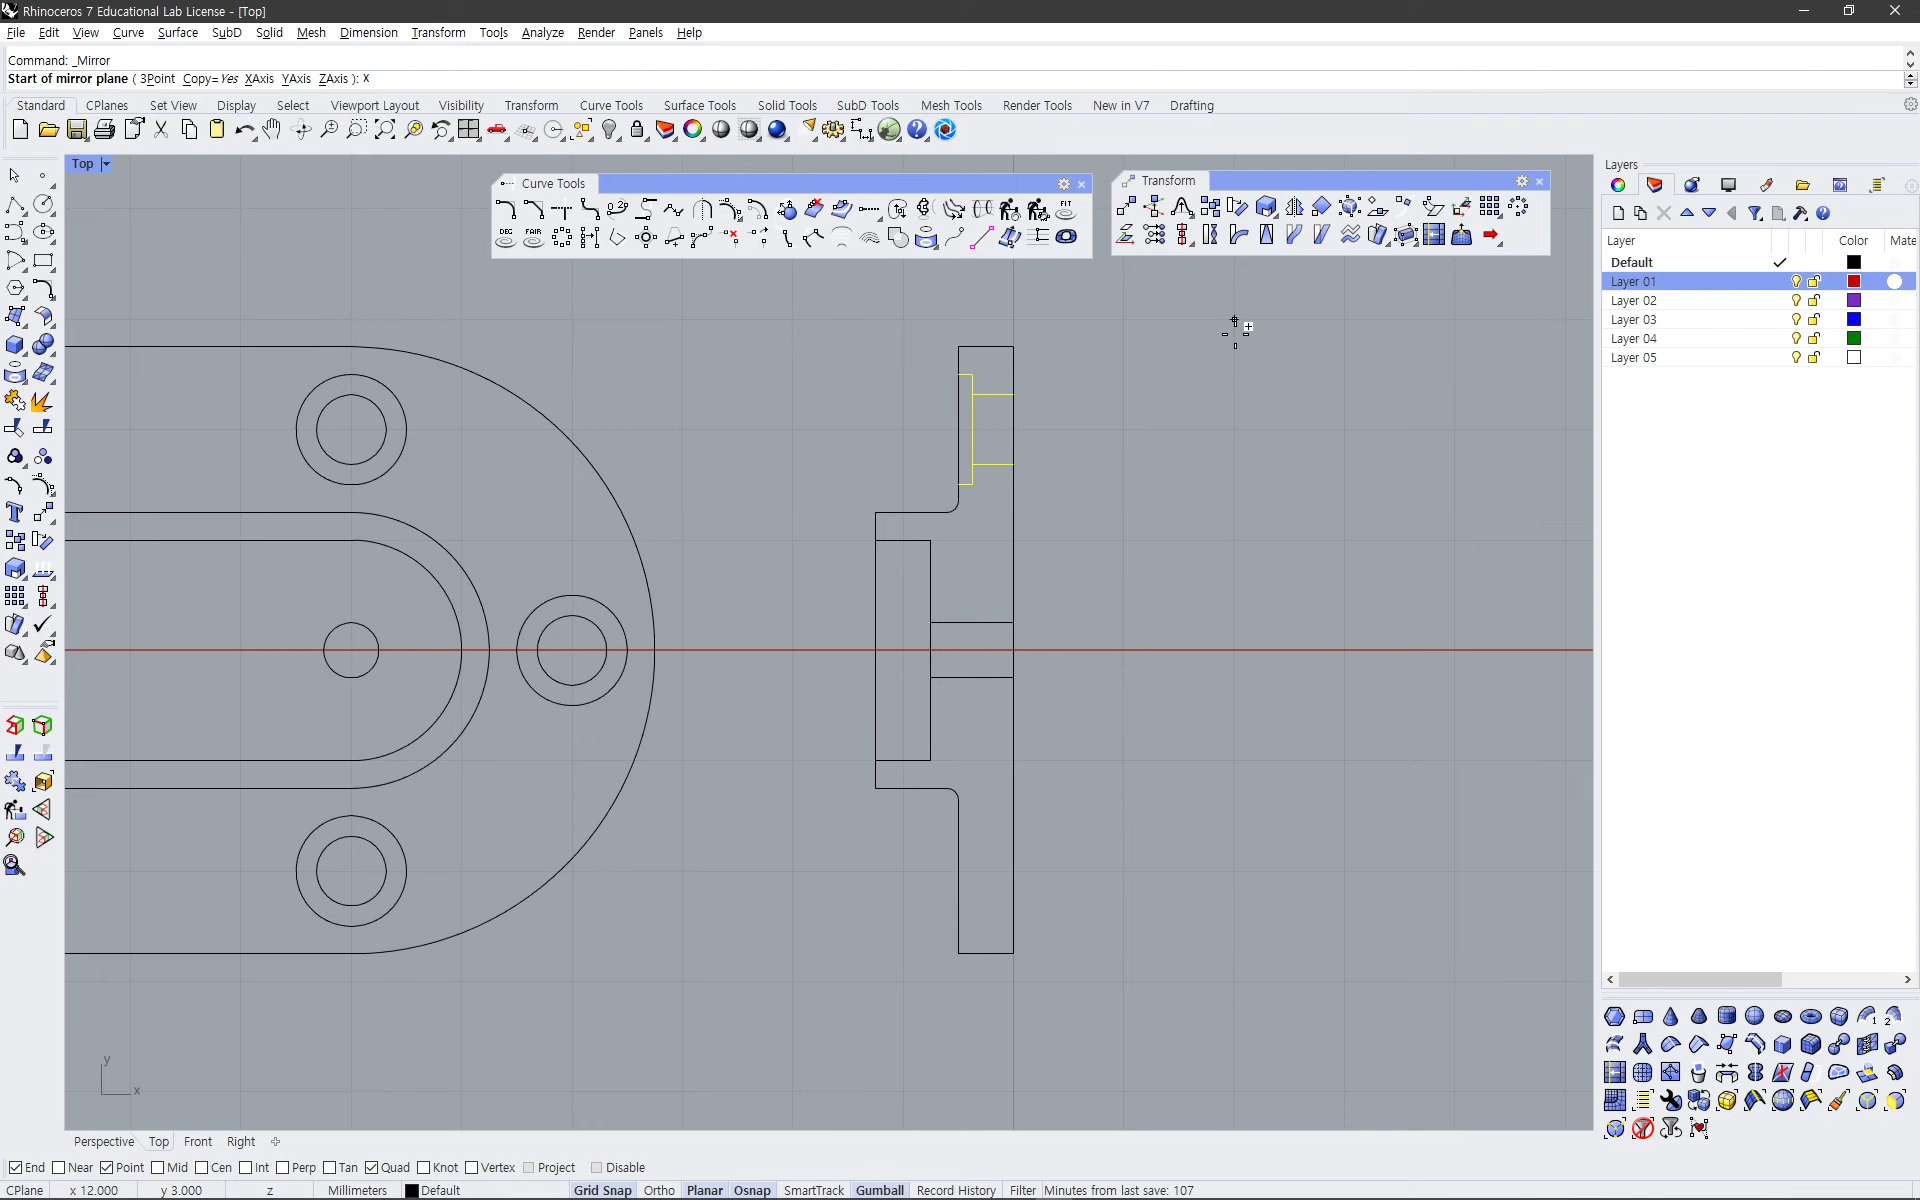 Rhinoceros 7 Educational Lab License - [Top]
File Edit View Curve Surface SubD Solid Mesh Dimension Transform Tools Analyze Render Panels Help
Command: _Mirror
Start of mirror plane ( 3Point Copy=Yes XAxis YAxis ZAxis ): X
Standard CPlanes Set View Display Select Viewport Layout Visibility Transform Curve Tools Surface Tools Solid Tools SubD Tools Mesh Tools Render Tools New in V7 Drafting
Top
Curve Tools
FIT
DEG FAIR
Transform
Layers
Layer Color Mate
Default
Layer 01
Layer 02
Layer 03
Layer 04
Layer 05
y
x
Perspective Top Front Right
End Near Point Mid Cen Int Perp Tan Quad Knot Vertex Project Disable
CPlane x 12.000 y 3.000 z Millimeters Default Grid Snap Ortho Planar Osnap SmartTrack Gumball Record History Filter Minutes from last save: 107